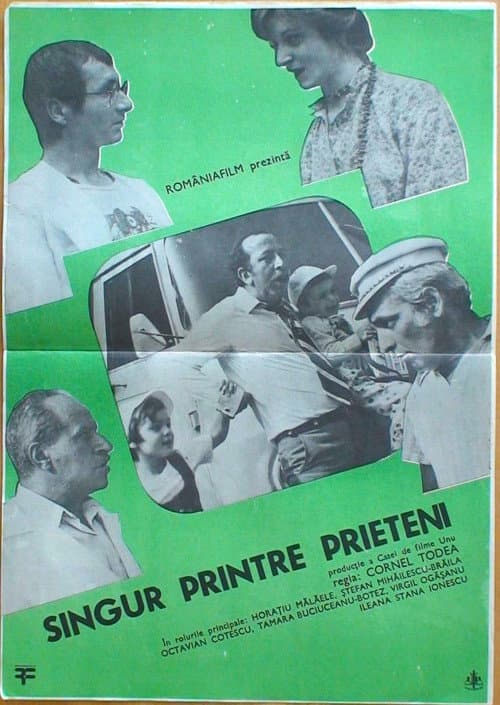 ROMÂNIAFILM prezintă
SINGUR PRINTRE PRIETENI
producție a Casei de filme Unu
regia: CORNEL TODEA
În rolurile principale: HORAȚIU MĂLĂELE, ȘTEFAN MIHĂILESCU-BRĂILA
OCTAVIAN COTESCU, TAMARA BUCIUCEANU-BOTEZ, VIRGIL OGĂȘANU
ILEANA STANA IONESCU